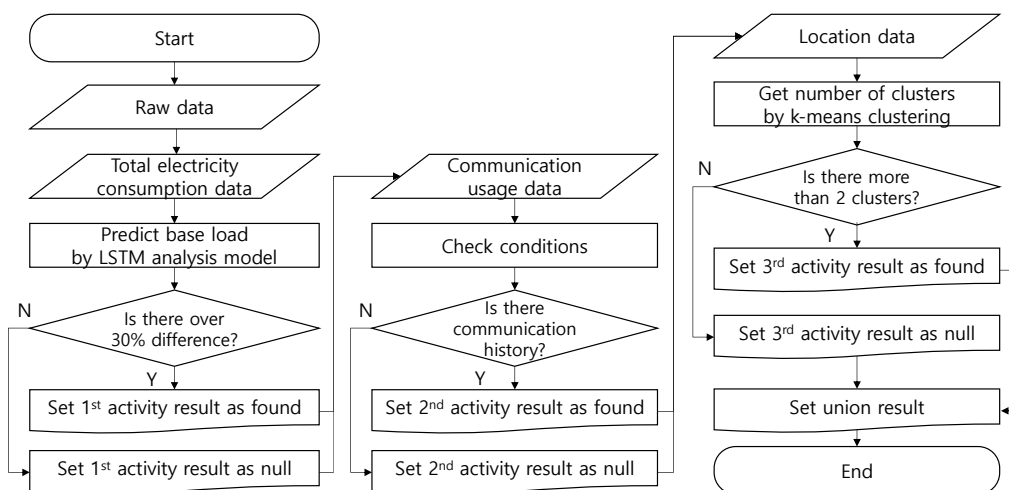 Start
Raw data
Total electricity
consumption data
Predict base load
by LSTM analysis model
N
Is there over
30% difference?
Y
Set 1st activity result as found
Set 1st activity result as null
Communication
usage data
Check conditions
N
Is there
communication
history?
Y
Set 2nd activity result as found
Set 2nd activity result as null
Location data
Get number of clusters
by k-means clustering
N
Is there more
than 2 clusters?
Y
Set 3rd activity result as found
Set 3rd activity result as null
Set union result
End